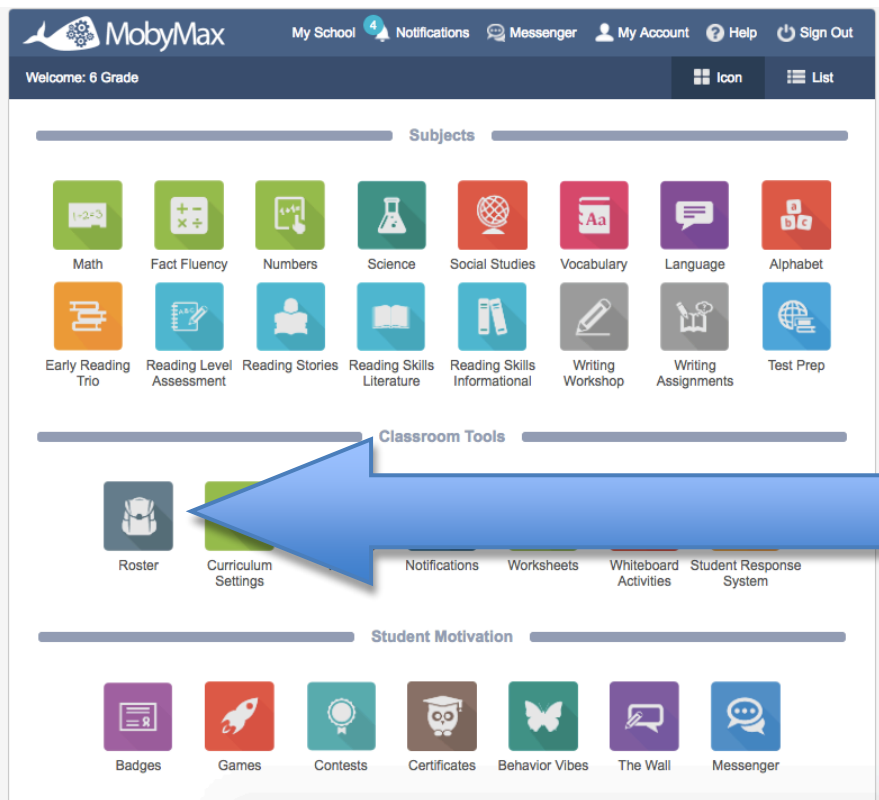 MobyMax
My School 4 Notifications Messenger My Account ? Help Sign Out
Welcome: 6 Grade Icon List
Subjects
1-2=3
+ - × ÷
Aa
a b c
Math Fact Fluency Numbers Science Social Studies Vocabulary Language Alphabet
ABC
Early Reading Reading Level Reading Stories Reading Skills Reading Skills Writing Writing Test Prep
Trio Assessment Literature Informational Workshop Assignments
Classroom Tools
Roster Curriculum Notifications Worksheets Whiteboard Student Response
Settings Activities System
Student Motivation
Badges Games Contests Certificates Behavior Vibes The Wall Messenger